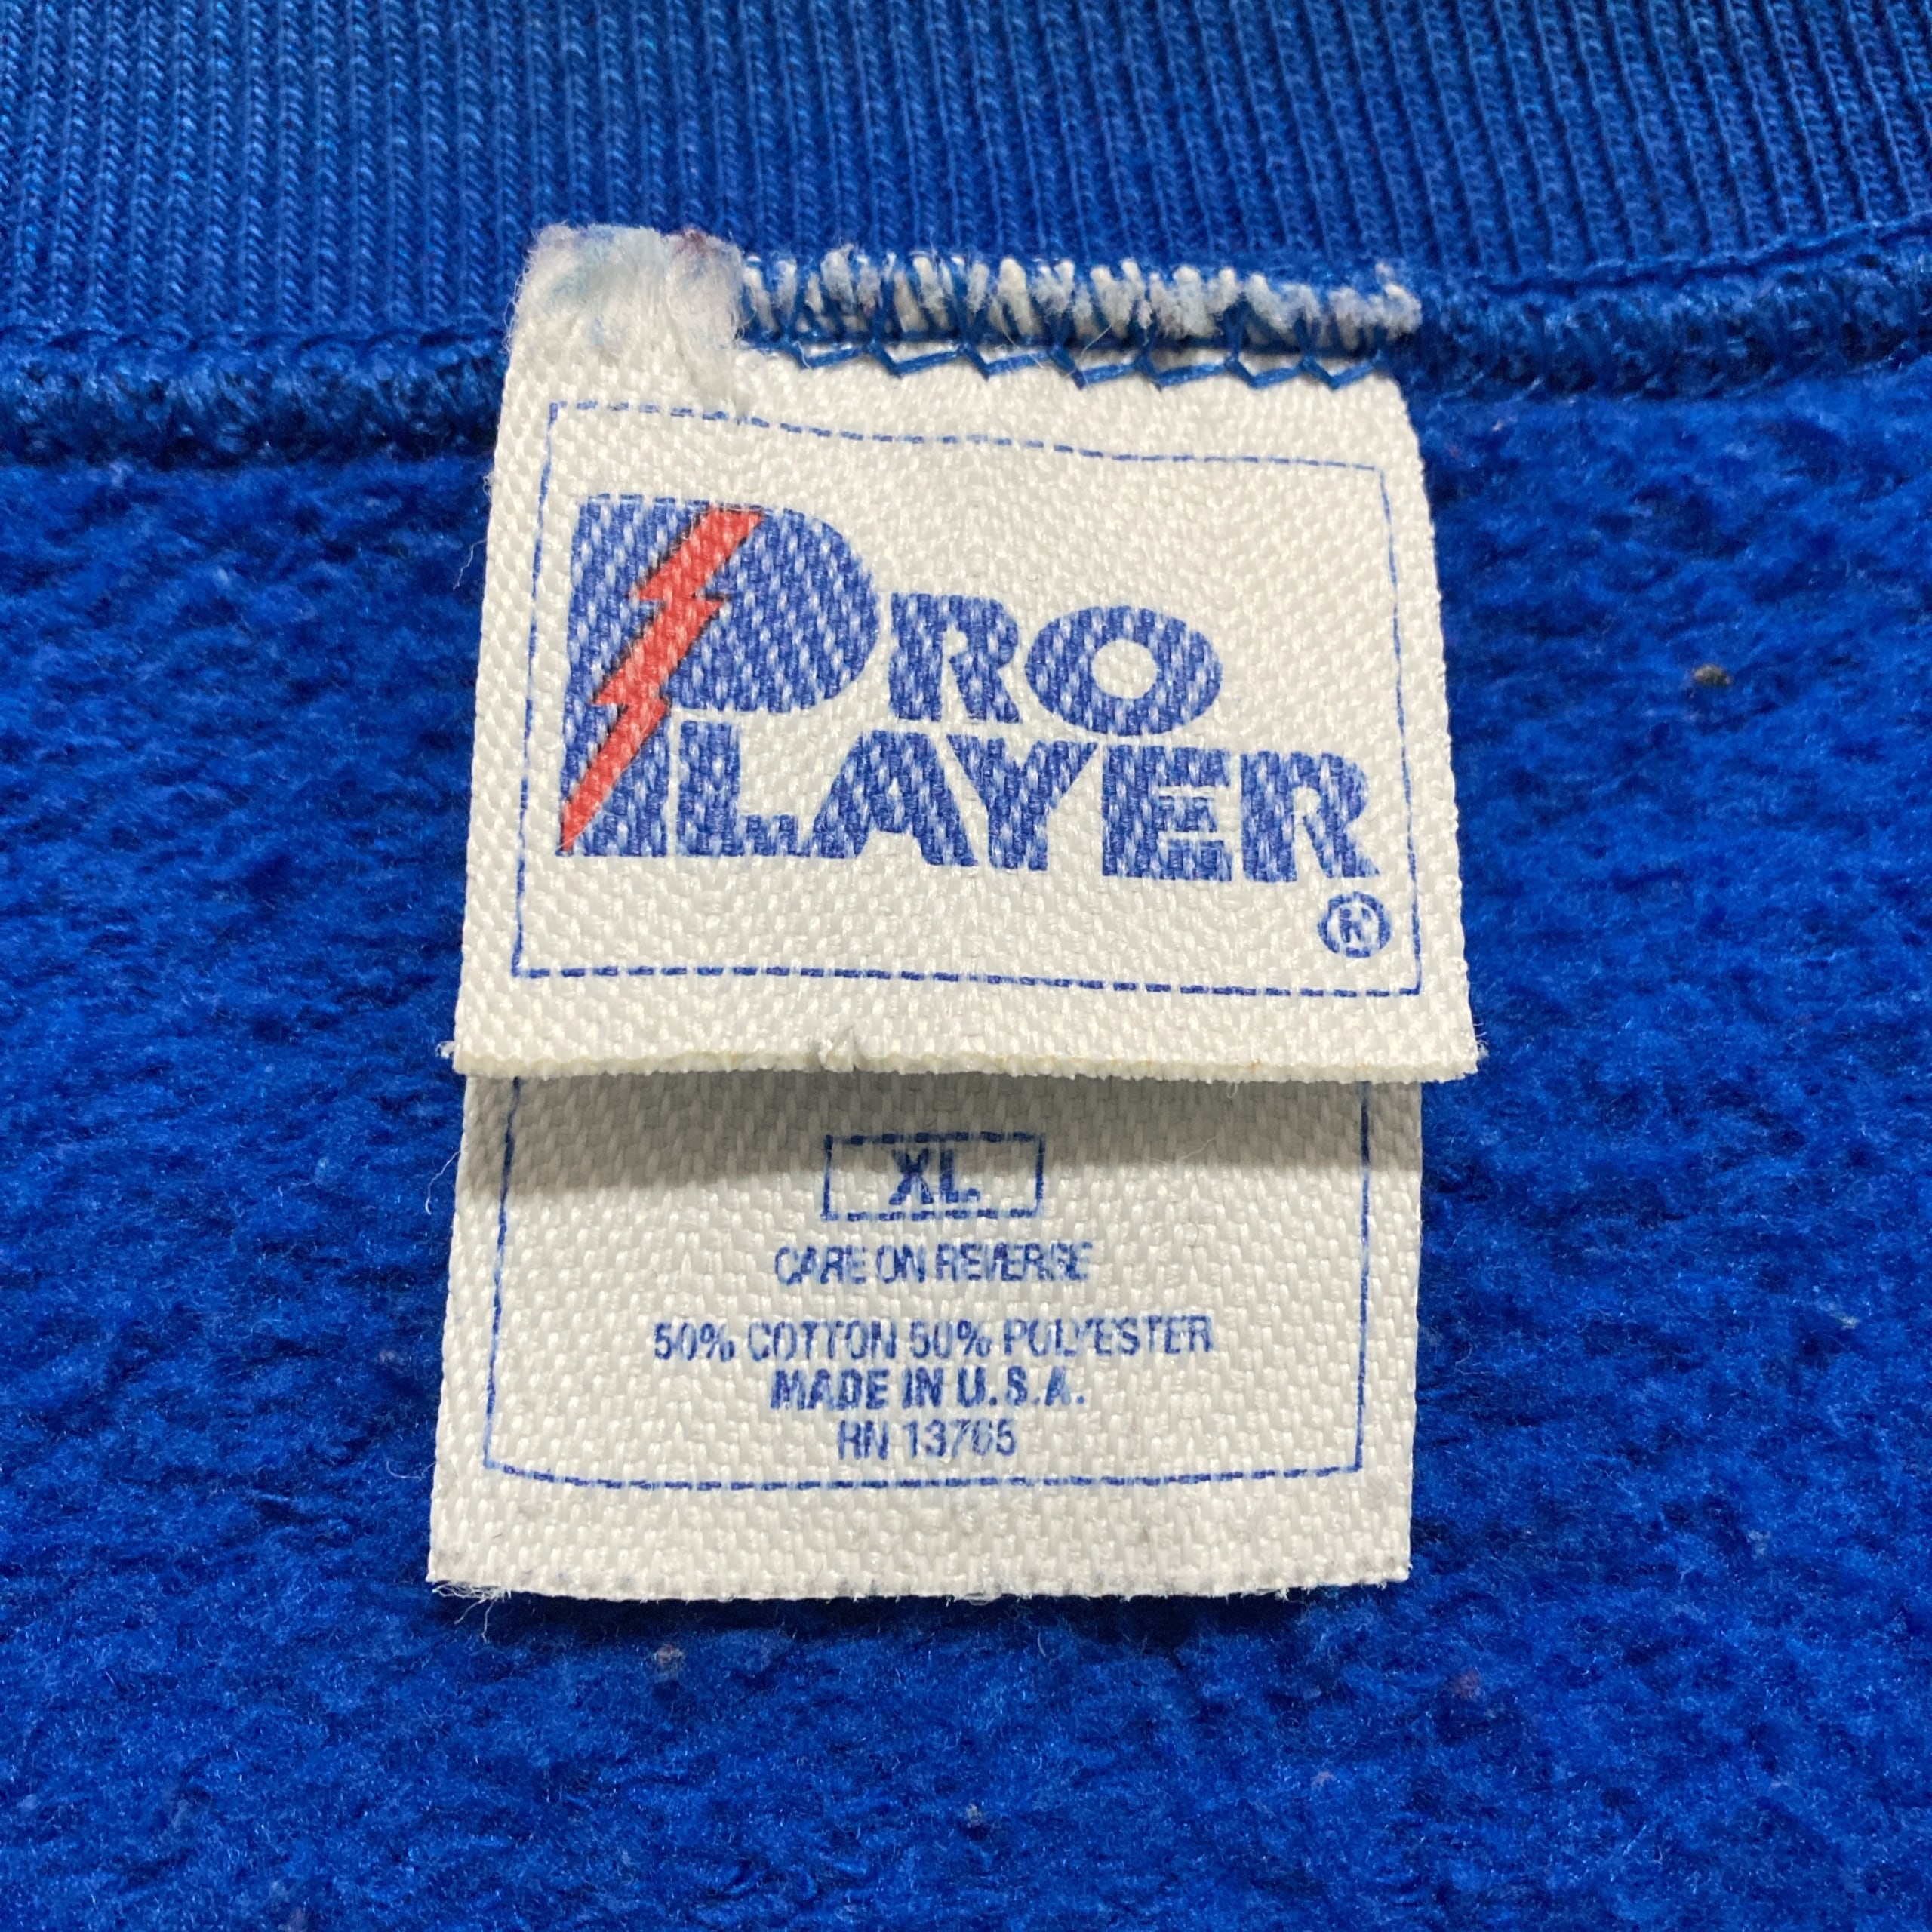 PRO
PLAYER
®
XL
CARE ON REVERSE
50% COTTON 50% POLYESTER
MADE IN U.S.A.
RN 13765